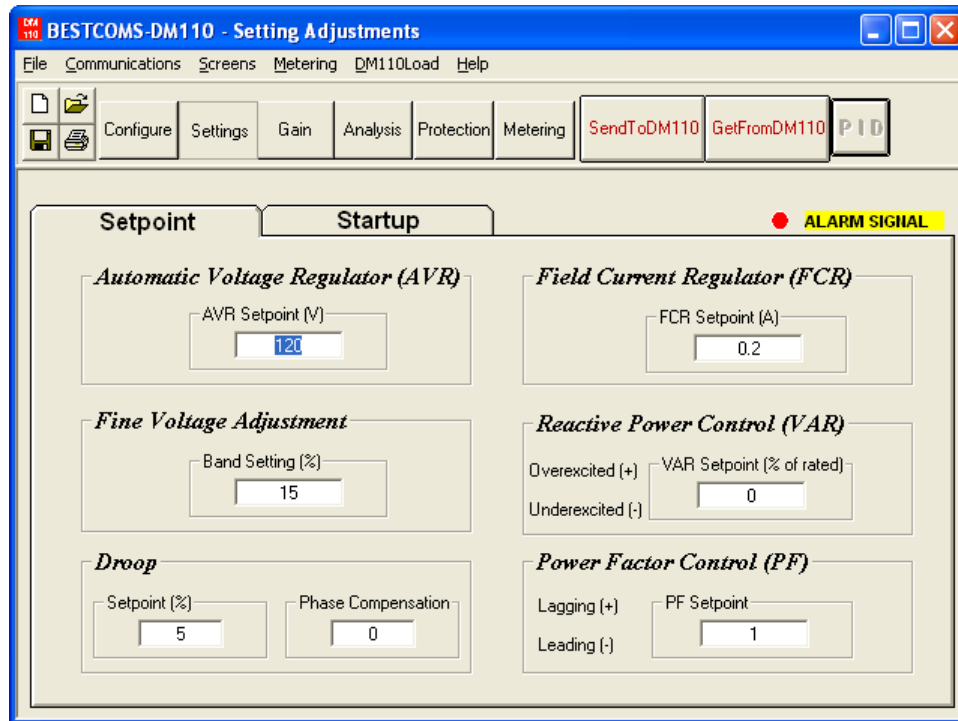 DM
110
BESTCOMS-DM110 - Setting Adjustments
File Communications Screens Metering DM110Load Help
Configure Settings Gain Analysis Protection Metering SendToDM110 GetFromDM110 PID
Setpoint Startup ALARM SIGNAL
Automatic Voltage Regulator (AVR)
AVR Setpoint (V)
120
Field Current Regulator (FCR)
FCR Setpoint (A)
0.2
Fine Voltage Adjustment
Band Setting (%)
15
Reactive Power Control (VAR)
Overexcited (+)
Underexcited (-)
VAR Setpoint (% of rated)
0
Droop
Setpoint (%)
5
Phase Compensation
0
Power Factor Control (PF)
Lagging (+)
Leading (-)
PF Setpoint
1